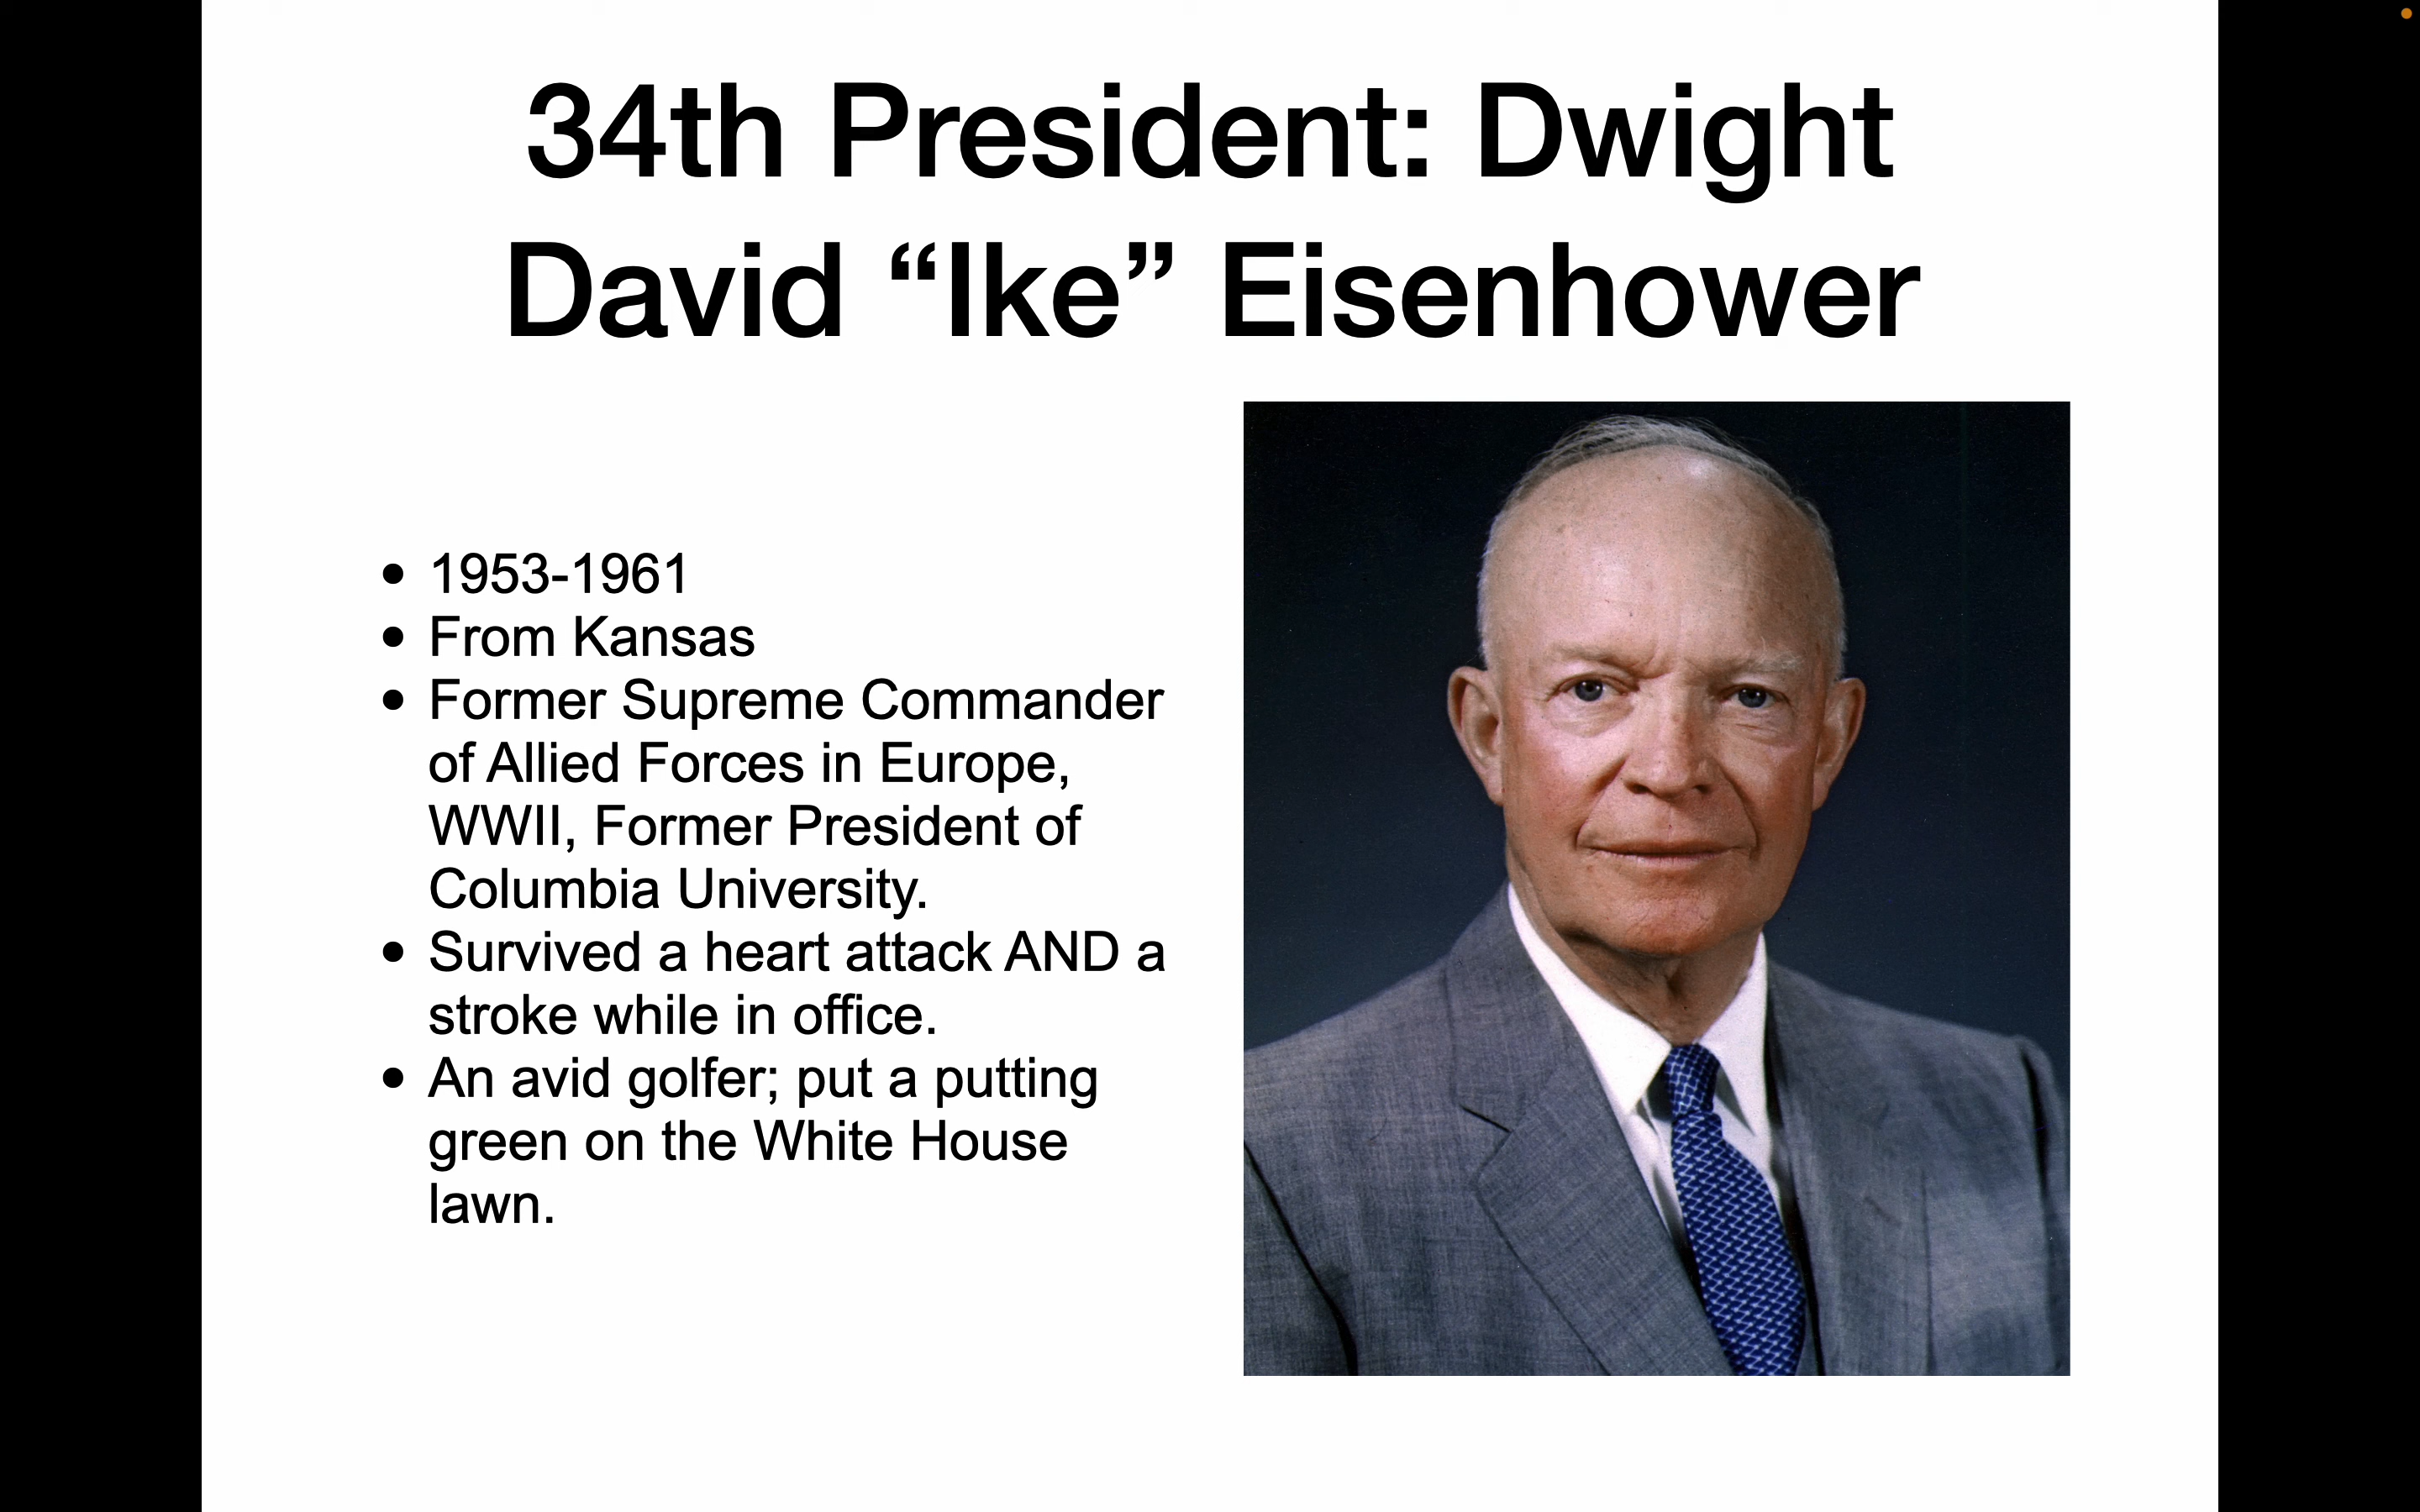 34th President: Dwight
David “Ike” Eisenhower
• 1953-1961
• From Kansas
• Former Supreme Commander
of Allied Forces in Europe,
WWII, Former President of
Columbia University.
• Survived a heart attack AND a
stroke while in office.
• An avid golfer; put a putting
green on the White House
lawn.